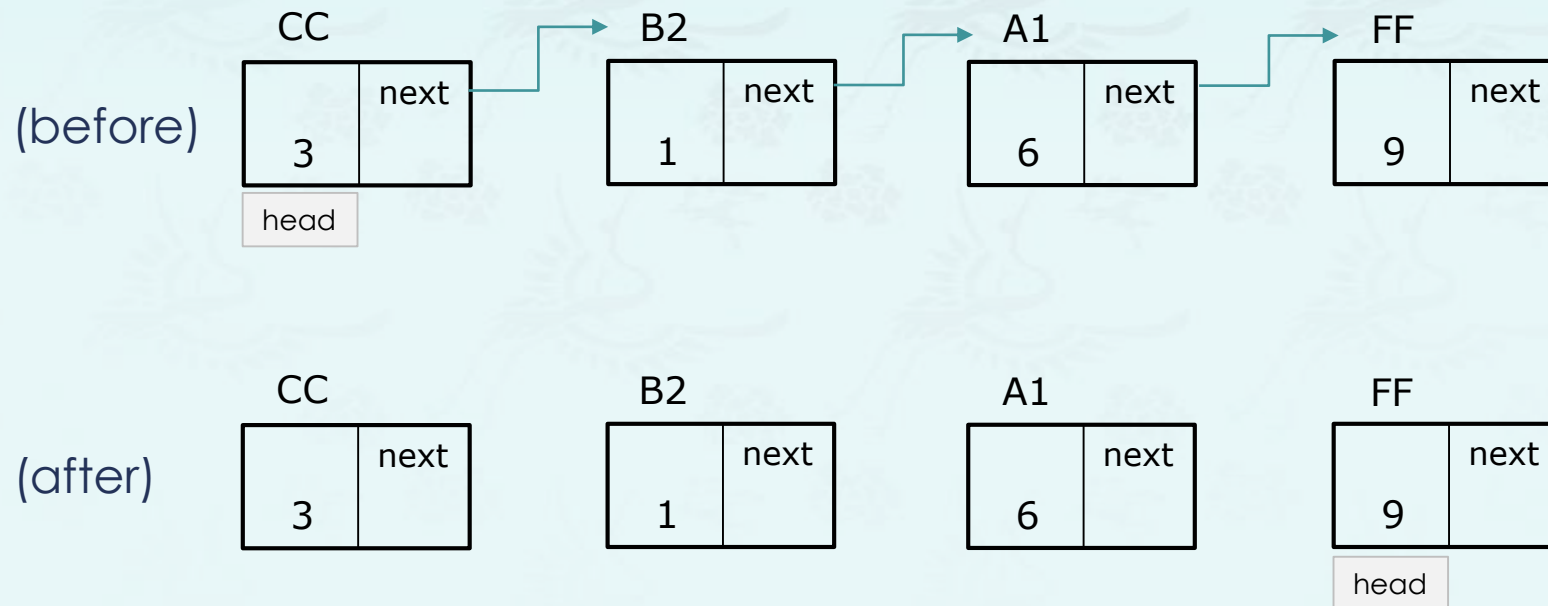 CC B2 A1 FF
(before)
next next next next
3 1 6 9
head
CC B2 A1 FF
(after)
next next next next
3 1 6 9
head